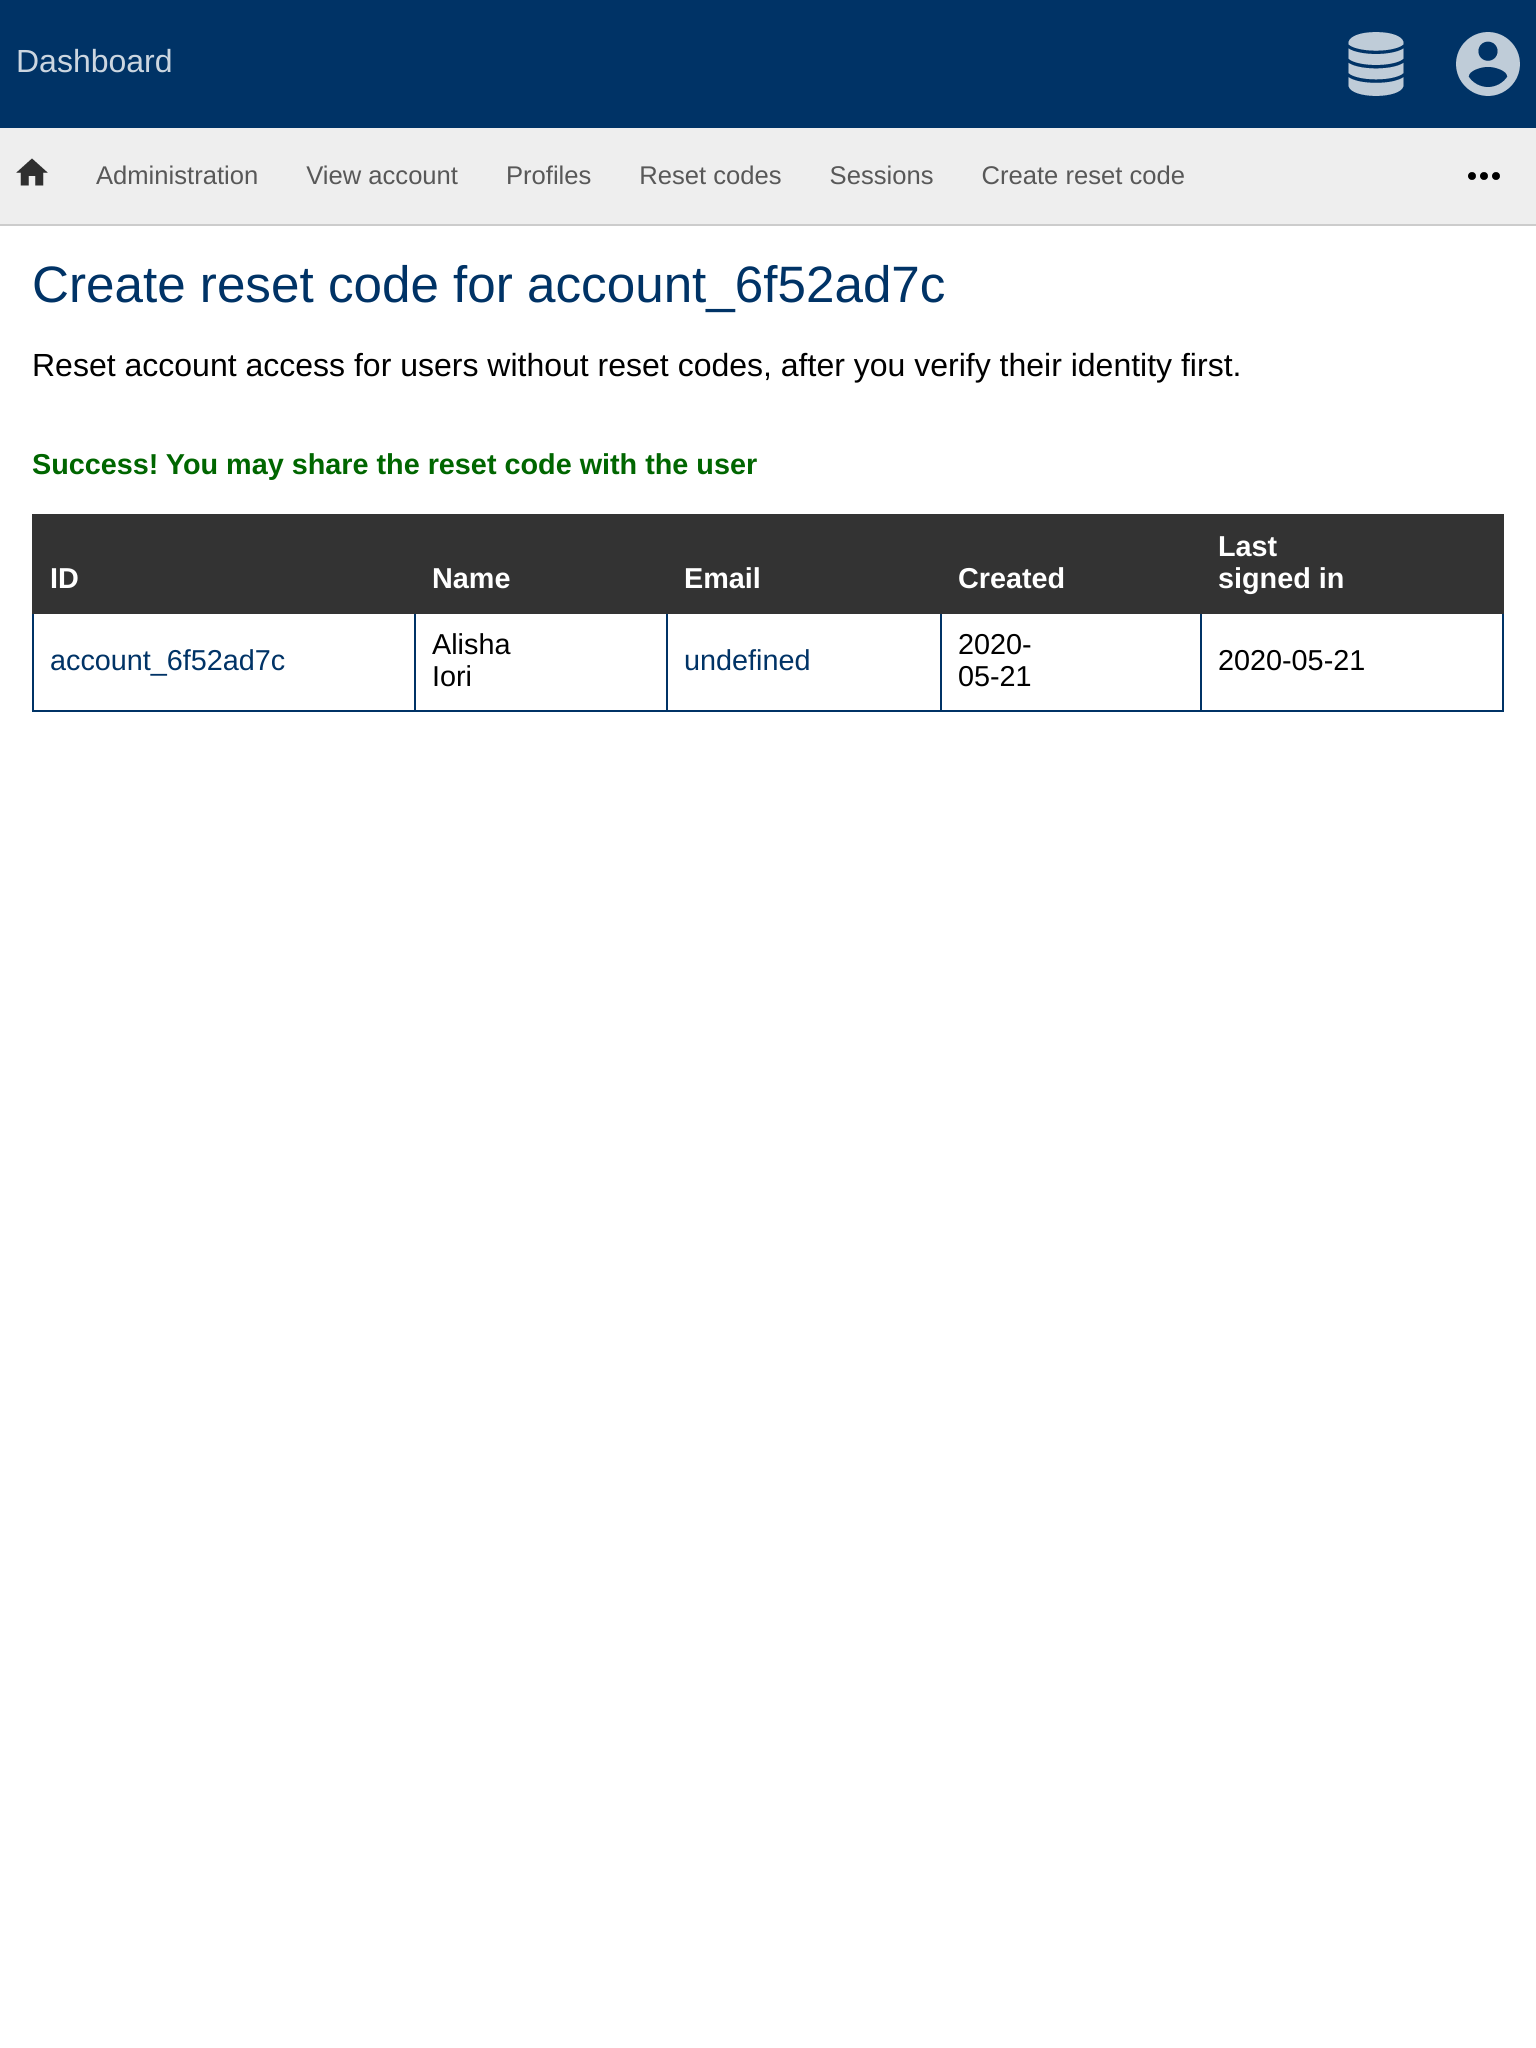 Dashboard
Administration View account Profiles Reset codes Sessions Create reset code
Create reset code for account_6f52ad7c
Reset account access for users without reset codes, after you verify their identity first.
Success! You may share the reset code with the user
ID Name Email Created Last
signed in
account_6f52ad7c Alisha
Iori undefined 2020-
05-21 2020-05-21